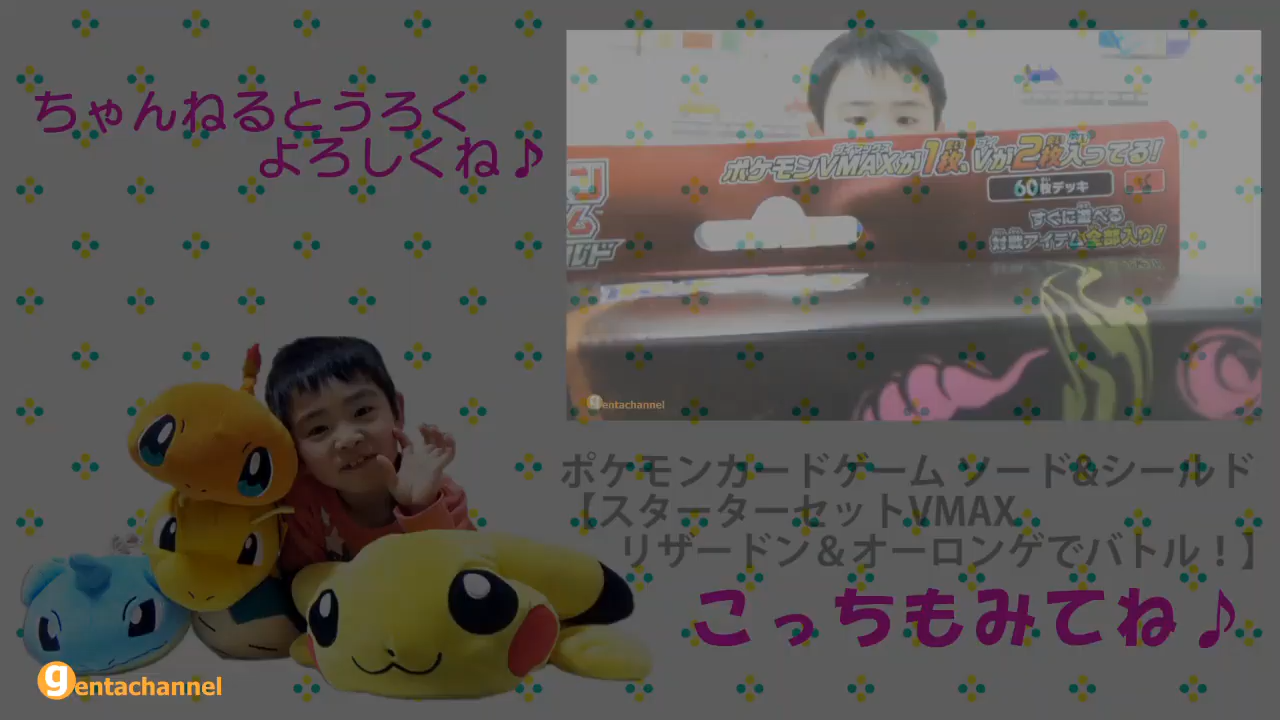 ちゃんねるとうろく
よろしくね♪
ポケモンVMAXが1枚、Vが2枚入ってる!
60枚デッキ
すぐに遊べる
対戦アイテム全部入り!
gentachannel
ポケモンカードゲーム ソード&シールド
【スターターセットVMAX
リザードン＆オーロンゲでバトル！】
こっちもみてね♪
gentachannel